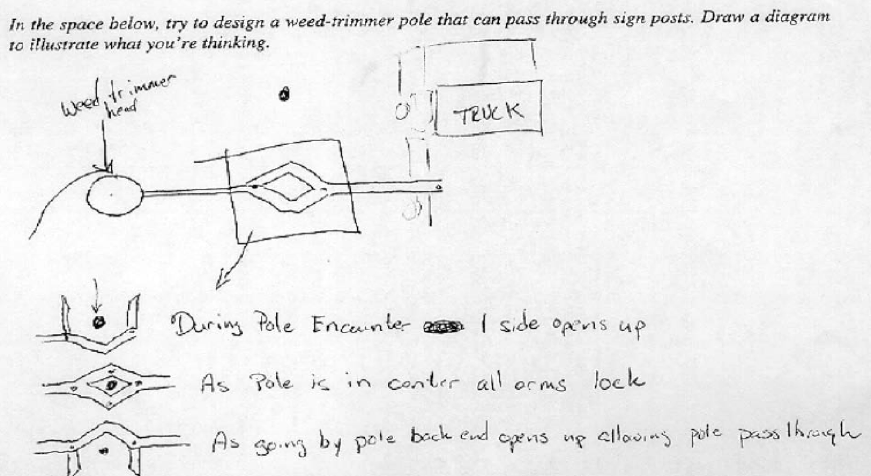 In the space below, try to design a weed-trimmer pole that can pass through sign posts. Draw a diagram
to illustrate what you're thinking.
Weed trimmer
head
TRUCK
During Pole Encounter 1 side opens up
As Pole is in center all arms lock
As going by pole back end opens up allowing pole pass through